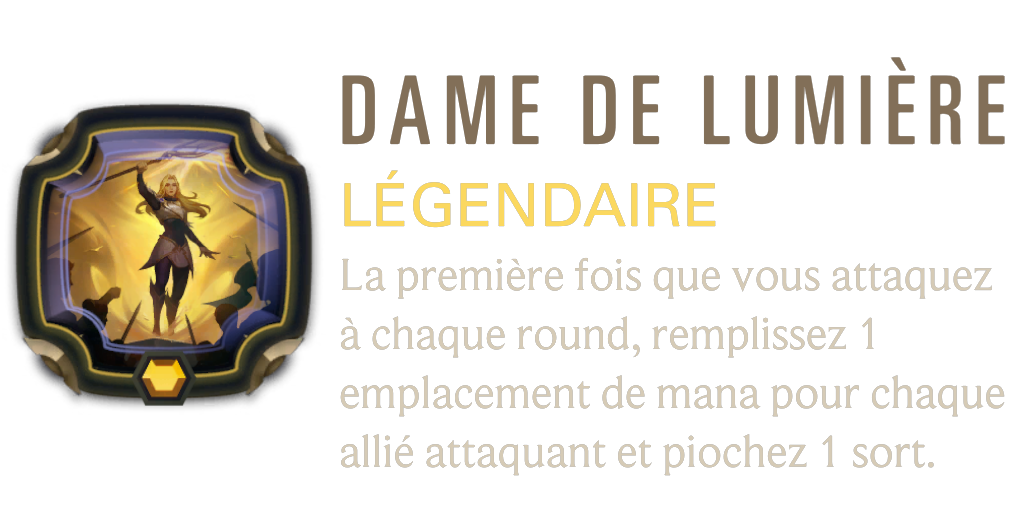 DAME DE LUMIÈRE
LÉGENDAIRE
La première fois que vous attaquez
à chaque round, remplissez 1
emplacement de mana pour chaque
allié attaquant et piochez 1 sort.